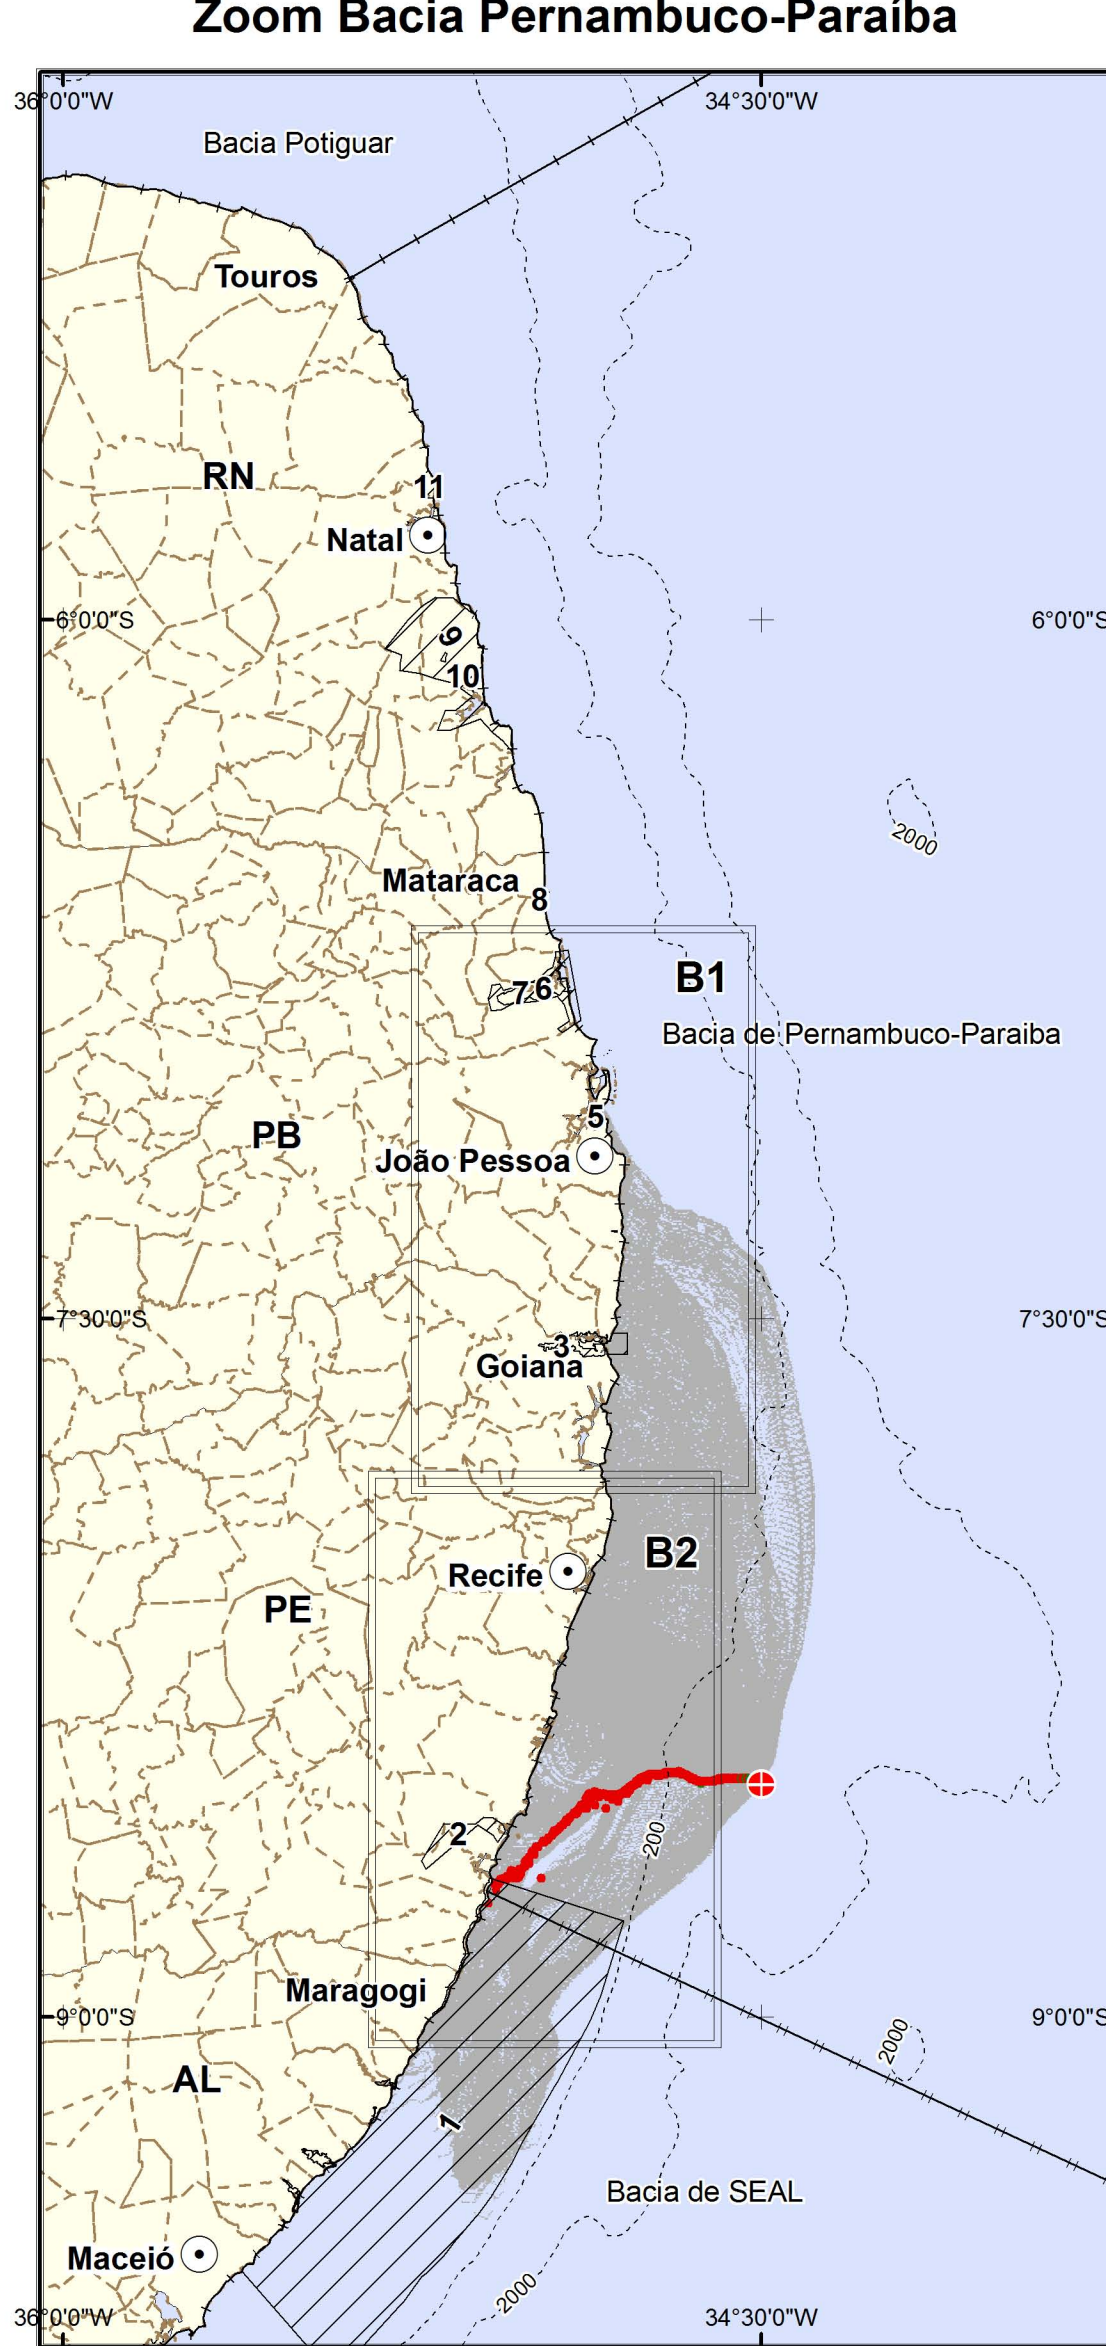 Zoom Bacia Pernambuco-Paraíba
36°0'0"W
34°30'0"W
Bacia Potiguar
Touros
RN
11
Natal
6°0'0"S
6°0'0"S
9
10
2000
Mataraca
8
B1
7
6
Bacia de Pernambuco-Paraiba
5
PB
João Pessoa
7°30'0"S
7°30'0"S
3
Goiana
B2
Recife
PE
2
200
Maragogi
9°0'0"S
9°0'0"S
2000
AL
1
Bacia de SEAL
Maceió
2000
36°0'0"W
34°30'0"W